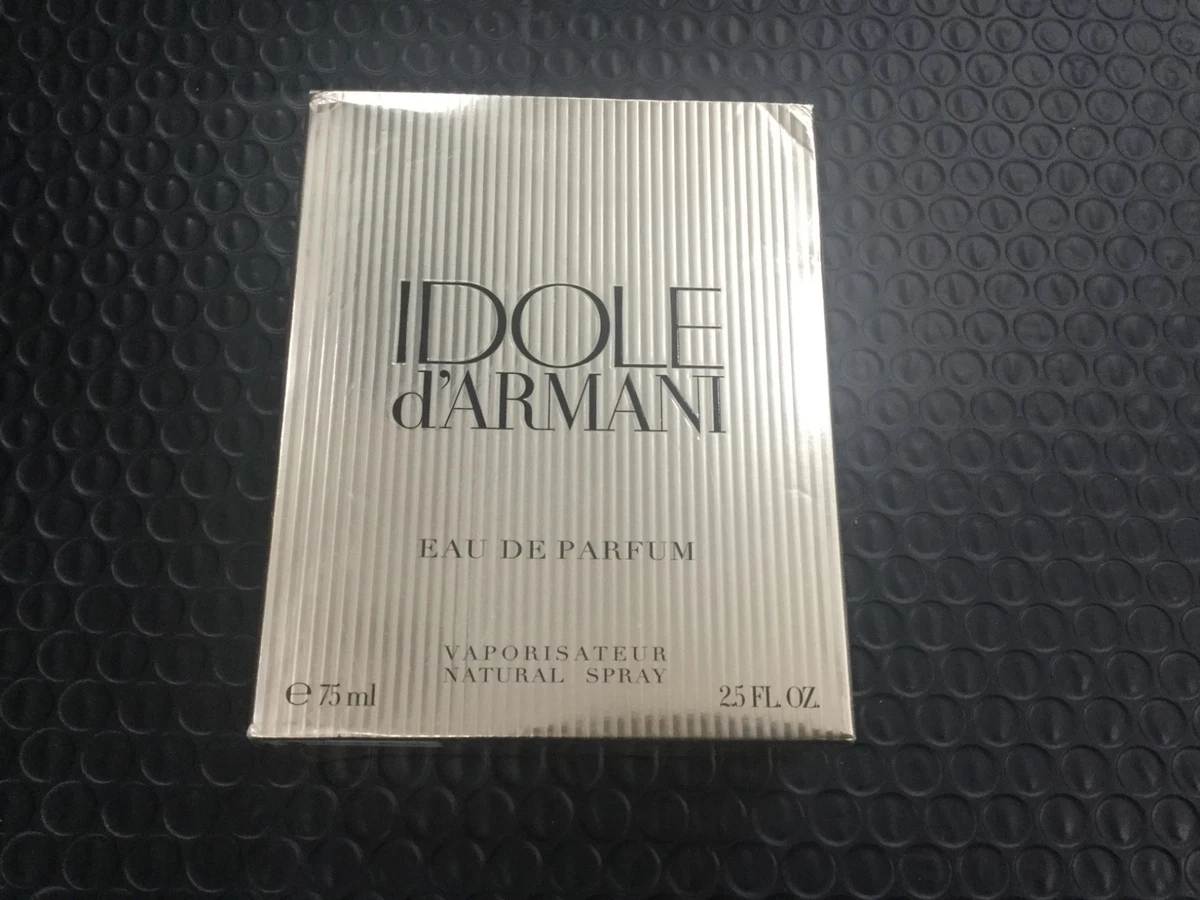 IDOLE
d'ARMANI
EAU DE PARFUM
VAPORISATEUR
NATURAL SPRAY
℮ 75 ml
2.5 FL. OZ.